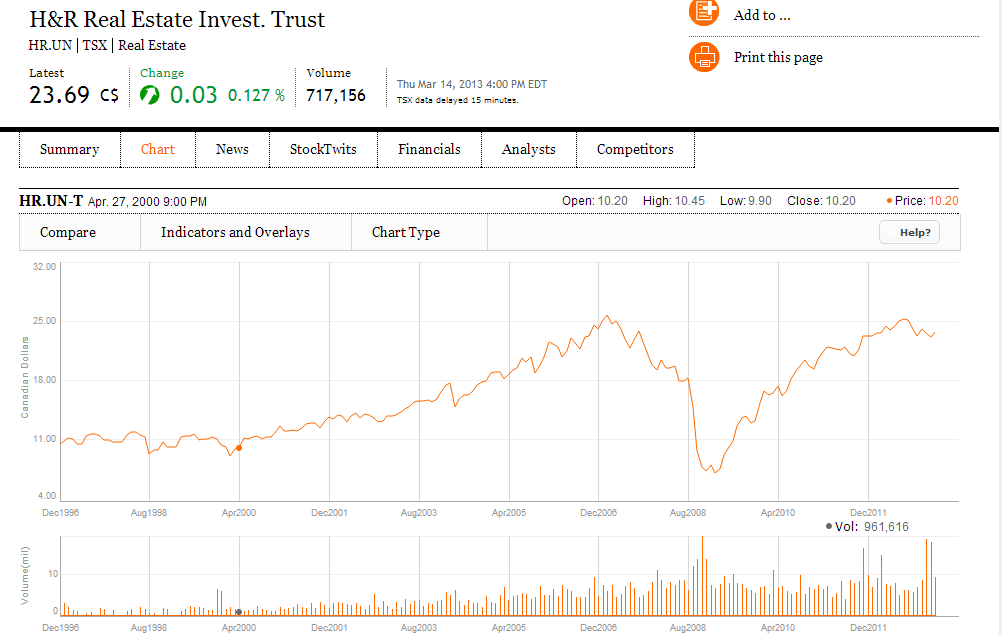 H&R Real Estate Invest. Trust
HR.UN | TSX | Real Estate
Latest
23.69 C$
Change
0.03 0.127 %
Volume
717,156
Thu Mar 14, 2013 4:00 PM EDT
TSX data delayed 15 minutes.
Add to ...
Print this page
Summary Chart News StockTwits Financials Analysts Competitors
HR.UN-T Apr. 27, 2000 9:00 PM Open: 10.20 High: 10.45 Low: 9.90 Close: 10.20 Price: 10.20
Compare Indicators and Overlays Chart Type Help?
32.00
25.00
18.00
11.00
4.00
Canadian Dollars
Dec1996 Aug1998 Apr2000 Dec2001 Aug2003 Apr2005 Dec2006 Aug2008 Apr2010 Dec2011
Vol: 961,616
10
0
Volume(mil)
Dec1996 Aug1998 Apr2000 Dec2001 Aug2003 Apr2005 Dec2006 Aug2008 Apr2010 Dec2011